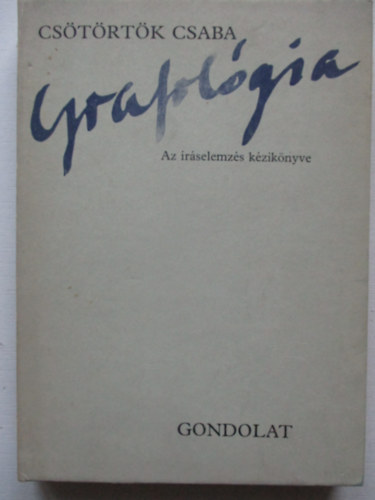 CSÖTÖRTÖK CSABA
Grafológia
Az íráselemzés kézikönyve
GONDOLAT